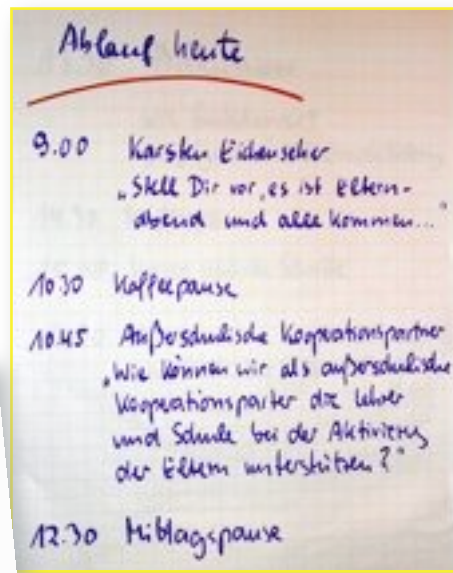 Ablauf heute
9.00 Karsten
„Stell Dir vor, es ist Eltern-
abend und alle kommen..."
10 30 Kaffeepause
10.45 Außerschulische Kooperationspartner
„Wie können wir als außerschulische
Kooperationsparter die Lehrer
und Schule bei der Aktivierung
der Eltern unterstützen?"
12.30 Mittagspause